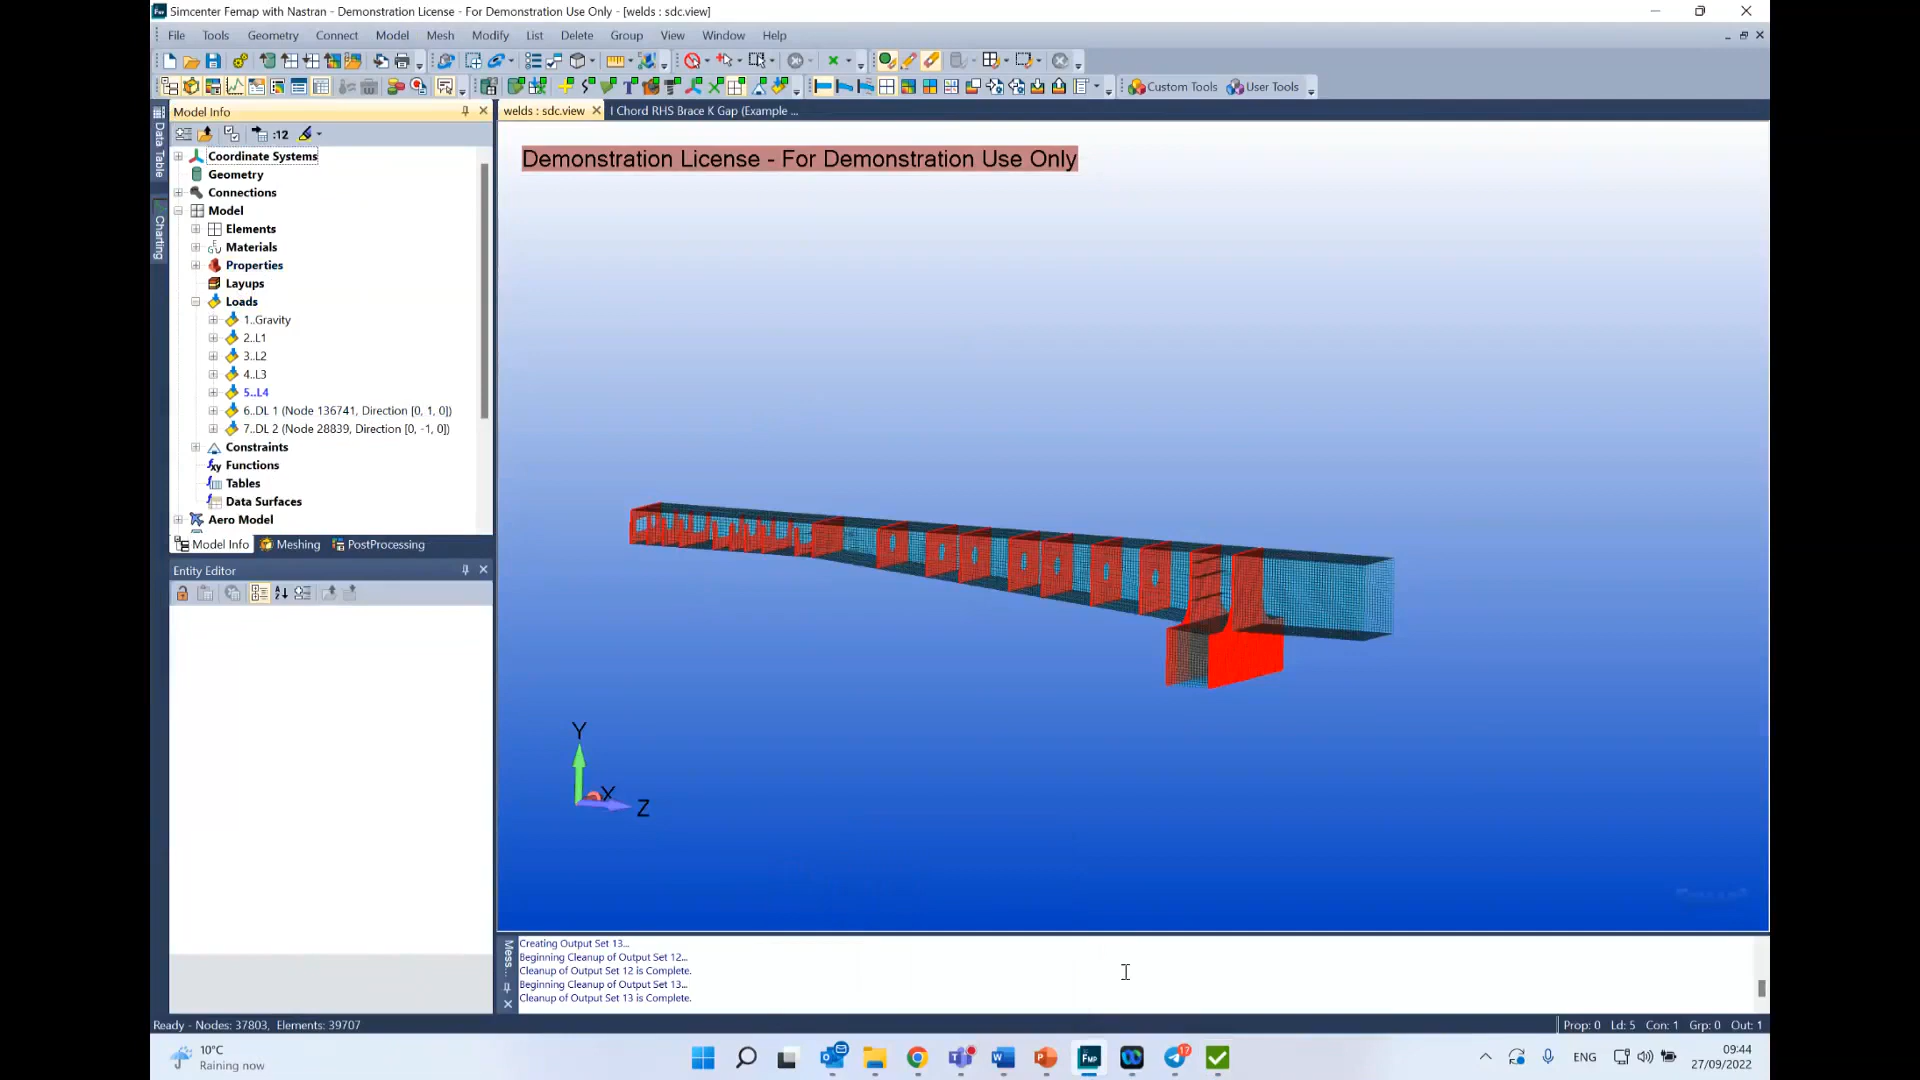 Simcenter Femap with Nastran - Demonstration License - For Demonstration Use Only - [welds : sdc.view]
File Tools Geometry Connect Model Mesh Modify List Delete Group View Window Help
Custom Tools User Tools
Model Info
welds : sdc.view
I Chord RHS Brace K Gap (Example ...
Data Table
Charting
:12
Demonstration License - For Demonstration Use Only
Coordinate Systems
Geometry
Connections
Model
Elements
Materials
Properties
Layups
Loads
1..Gravity
2..L1
3..L2
4..L3
5..L4
6..DL 1 (Node 136741, Direction [0, 1, 0])
7..DL 2 (Node 28839, Direction [0, -1, 0])
Constraints
Functions
Tables
Data Surfaces
Aero Model
Model Info Meshing PostProcessing
Entity Editor
Y
X
Z
Mess...
Creating Output Set 13...
Beginning Cleanup of Output Set 12...
Cleanup of Output Set 12 is Complete.
Beginning Cleanup of Output Set 13...
Cleanup of Output Set 13 is Complete.
Ready - Nodes: 37803, Elements: 39707
Prop: 0 Ld: 5 Con: 1 Grp: 0 Out: 1
10°C
Raining now
FMP
17
ENG
09:44
27/09/2022